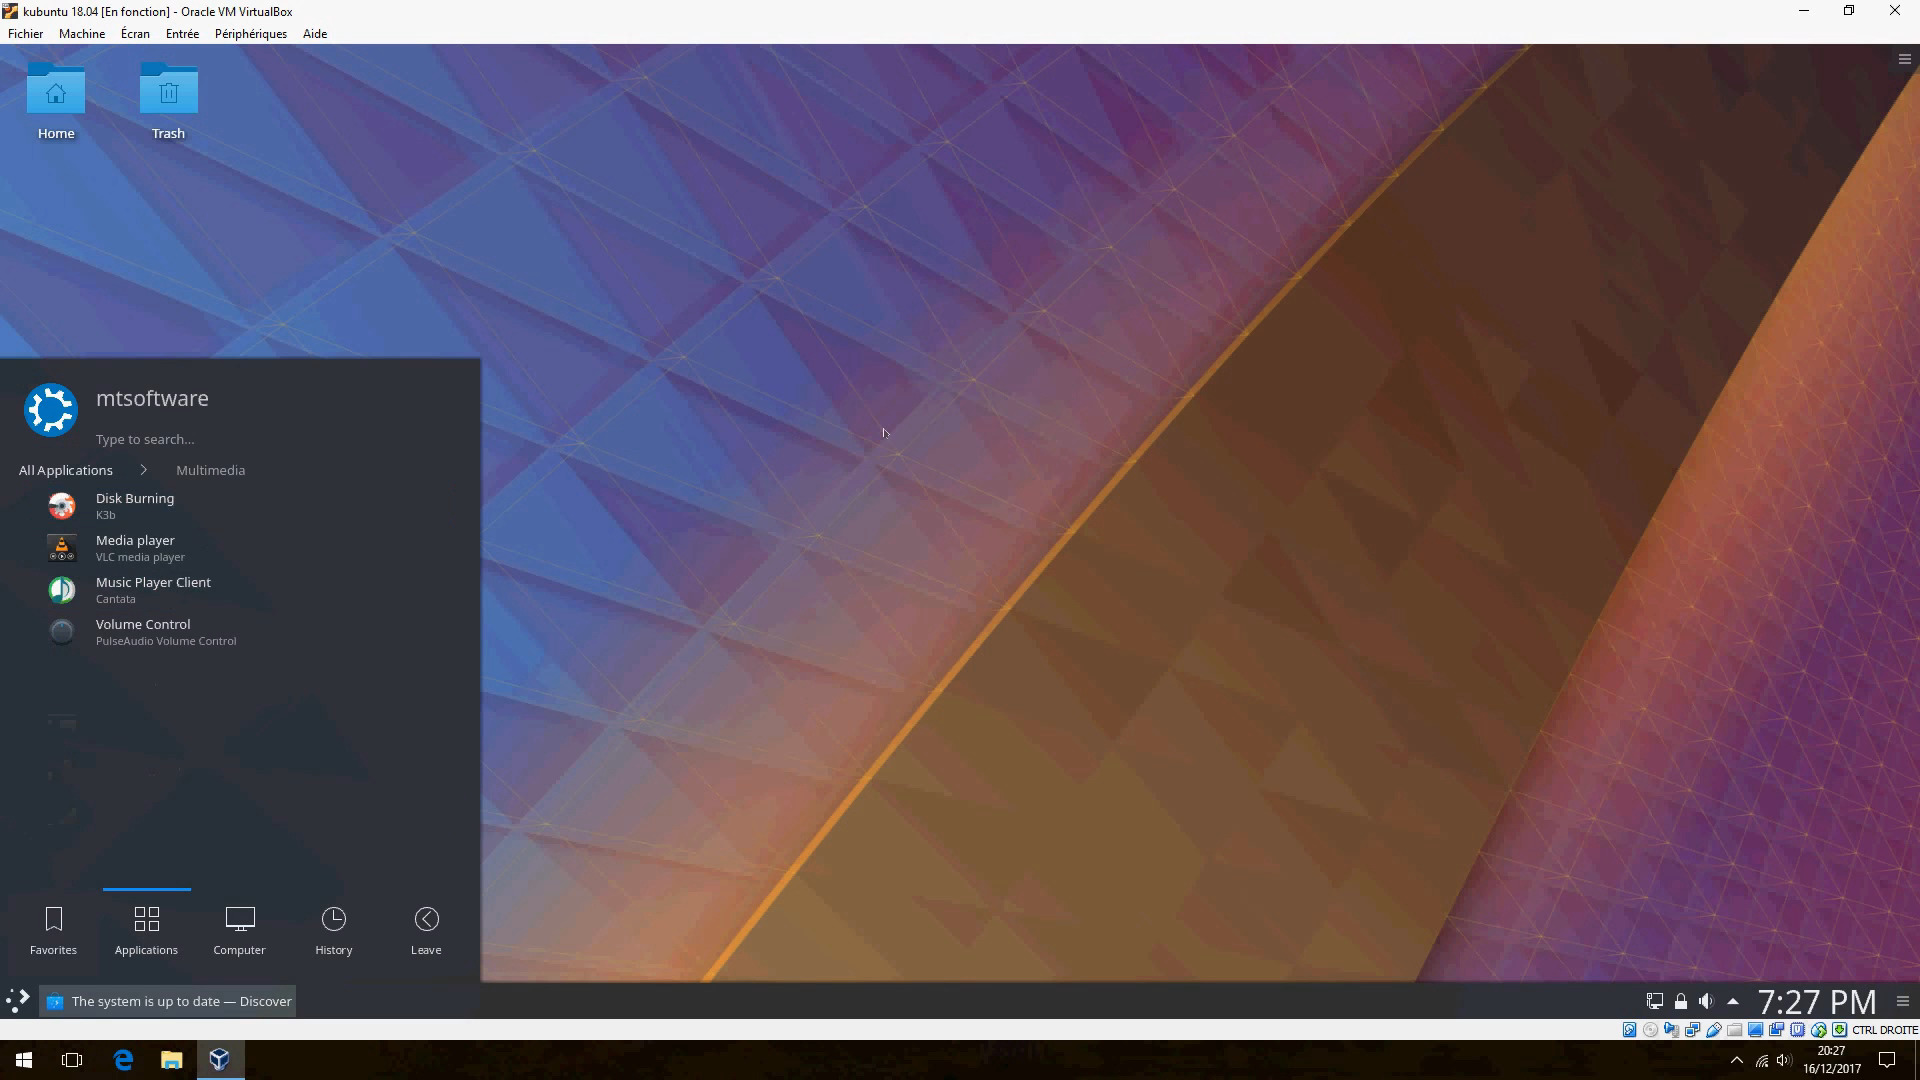 kubuntu 18.04 [En fonction] - Oracle VM VirtualBox
Fichier Machine Écran Entrée Périphériques Aide
Home Trash
mtsoftware
Type to search...
All Applications Multimedia
Disk Burning
K3b
Media player
VLC media player
Music Player Client
Cantata
Volume Control
PulseAudio Volume Control
Favorites Applications Computer History Leave
The system is up to date — Discover
7:27 PM
CTRL DROITE
20:27
16/12/2017